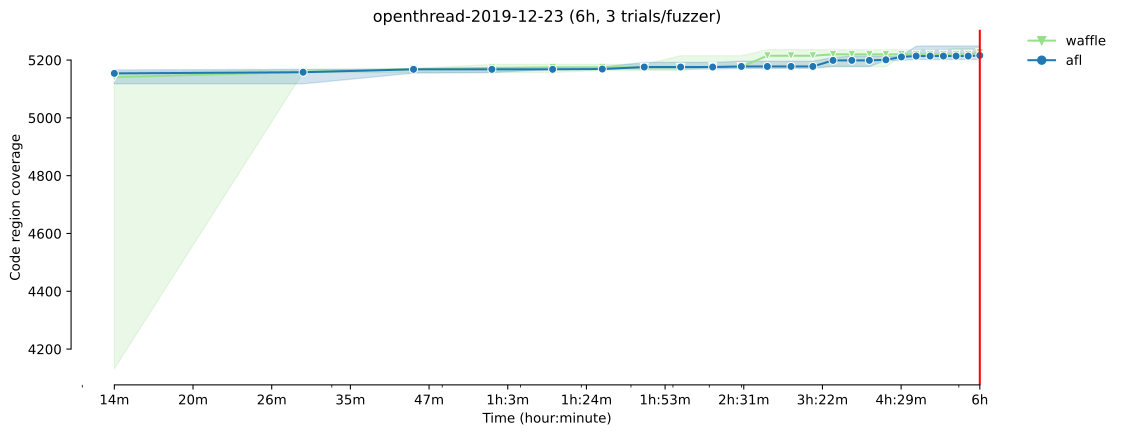 openthread-2019-12-23 (6h, 3 trials/fuzzer)
waffle
afl
Code region coverage
5200
5000
4800
4600
4400
4200
14m 20m 26m 35m 47m 1h:3m 1h:24m 1h:53m 2h:31m 3h:22m 4h:29m 6h
Time (hour:minute)